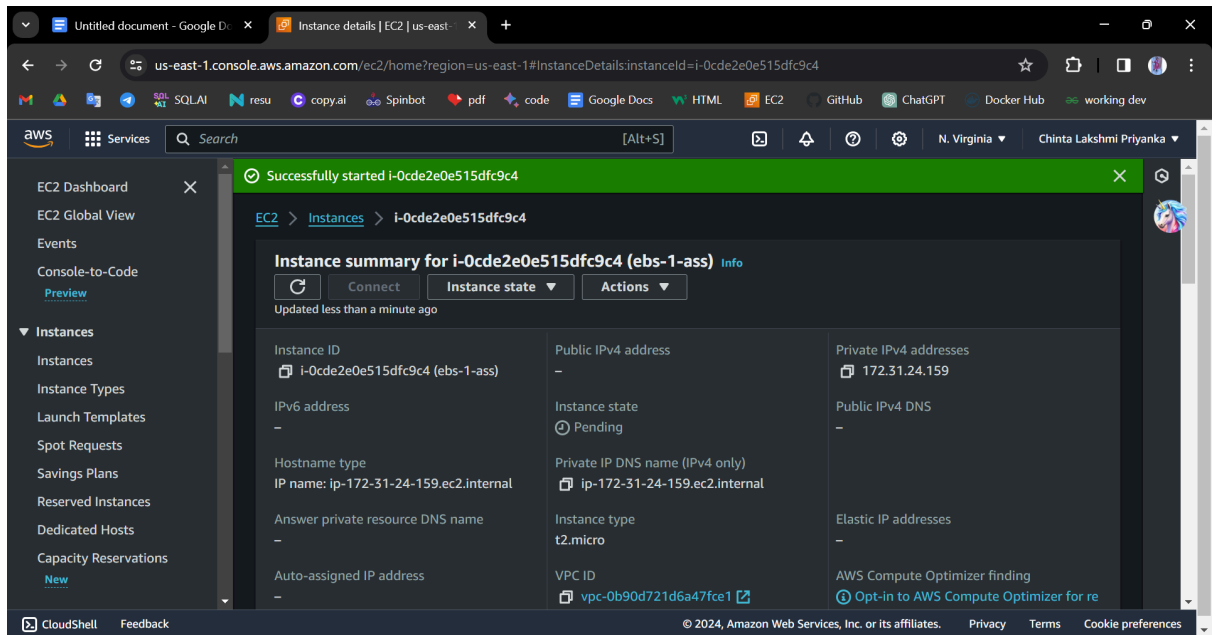 Untitled document - Google Do
Instance details | EC2 | us-east-
us-east-1.console.aws.amazon.com/ec2/home?region=us-east-1#InstanceDetails:instanceId=i-0cde2e0e515dfc9c4
SQL.AI resu copy.ai Spinbot pdf code Google Docs HTML EC2 GitHub ChatGPT Docker Hub working dev
aws Services Search [Alt+S] N. Virginia ▼ Chinta Lakshmi Priyanka ▼
Successfully started i-0cde2e0e515dfc9c4
EC2 Dashboard
EC2 Global View
Events
Console-to-Code
Preview
Instances
Instances
Instance Types
Launch Templates
Spot Requests
Savings Plans
Reserved Instances
Dedicated Hosts
Capacity Reservations
New
EC2 > Instances > i-0cde2e0e515dfc9c4
Instance summary for i-0cde2e0e515dfc9c4 (ebs-1-ass) Info
Connect Instance state ▼ Actions ▼
Updated less than a minute ago
Instance ID
i-0cde2e0e515dfc9c4 (ebs-1-ass)
Public IPv4 address
–
Private IPv4 addresses
172.31.24.159
IPv6 address
–
Instance state
Pending
Public IPv4 DNS
–
Hostname type
IP name: ip-172-31-24-159.ec2.internal
Private IP DNS name (IPv4 only)
ip-172-31-24-159.ec2.internal
Answer private resource DNS name
–
Instance type
t2.micro
Elastic IP addresses
–
Auto-assigned IP address
–
VPC ID
vpc-0b90d721d6a47fce1
AWS Compute Optimizer finding
Opt-in to AWS Compute Optimizer for re
CloudShell Feedback © 2024, Amazon Web Services, Inc. or its affiliates. Privacy Terms Cookie preferences